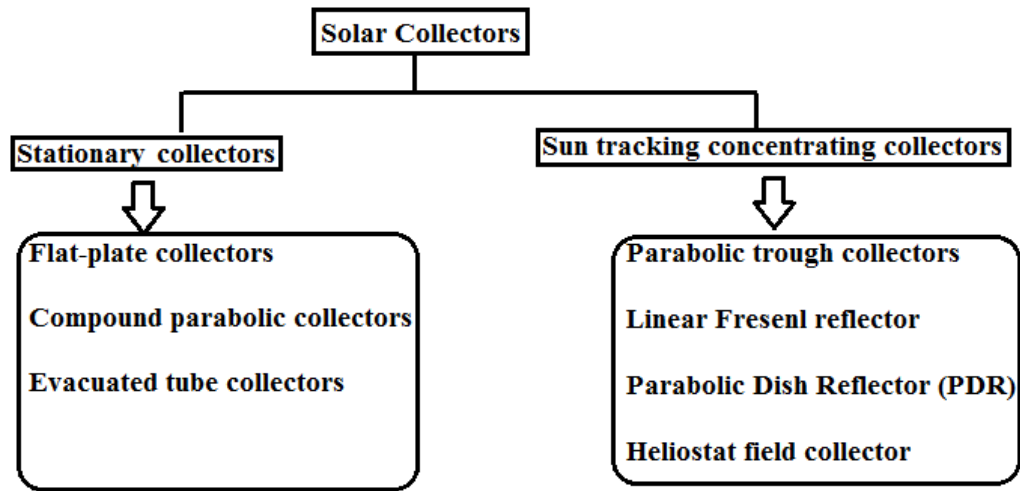 Solar Collectors
Stationary collectors
Sun tracking concentrating collectors
Flat-plate collectors
Compound parabolic collectors
Evacuated tube collectors
Parabolic trough collectors
Linear Fresenl reflector
Parabolic Dish Reflector (PDR)
Heliostat field collector